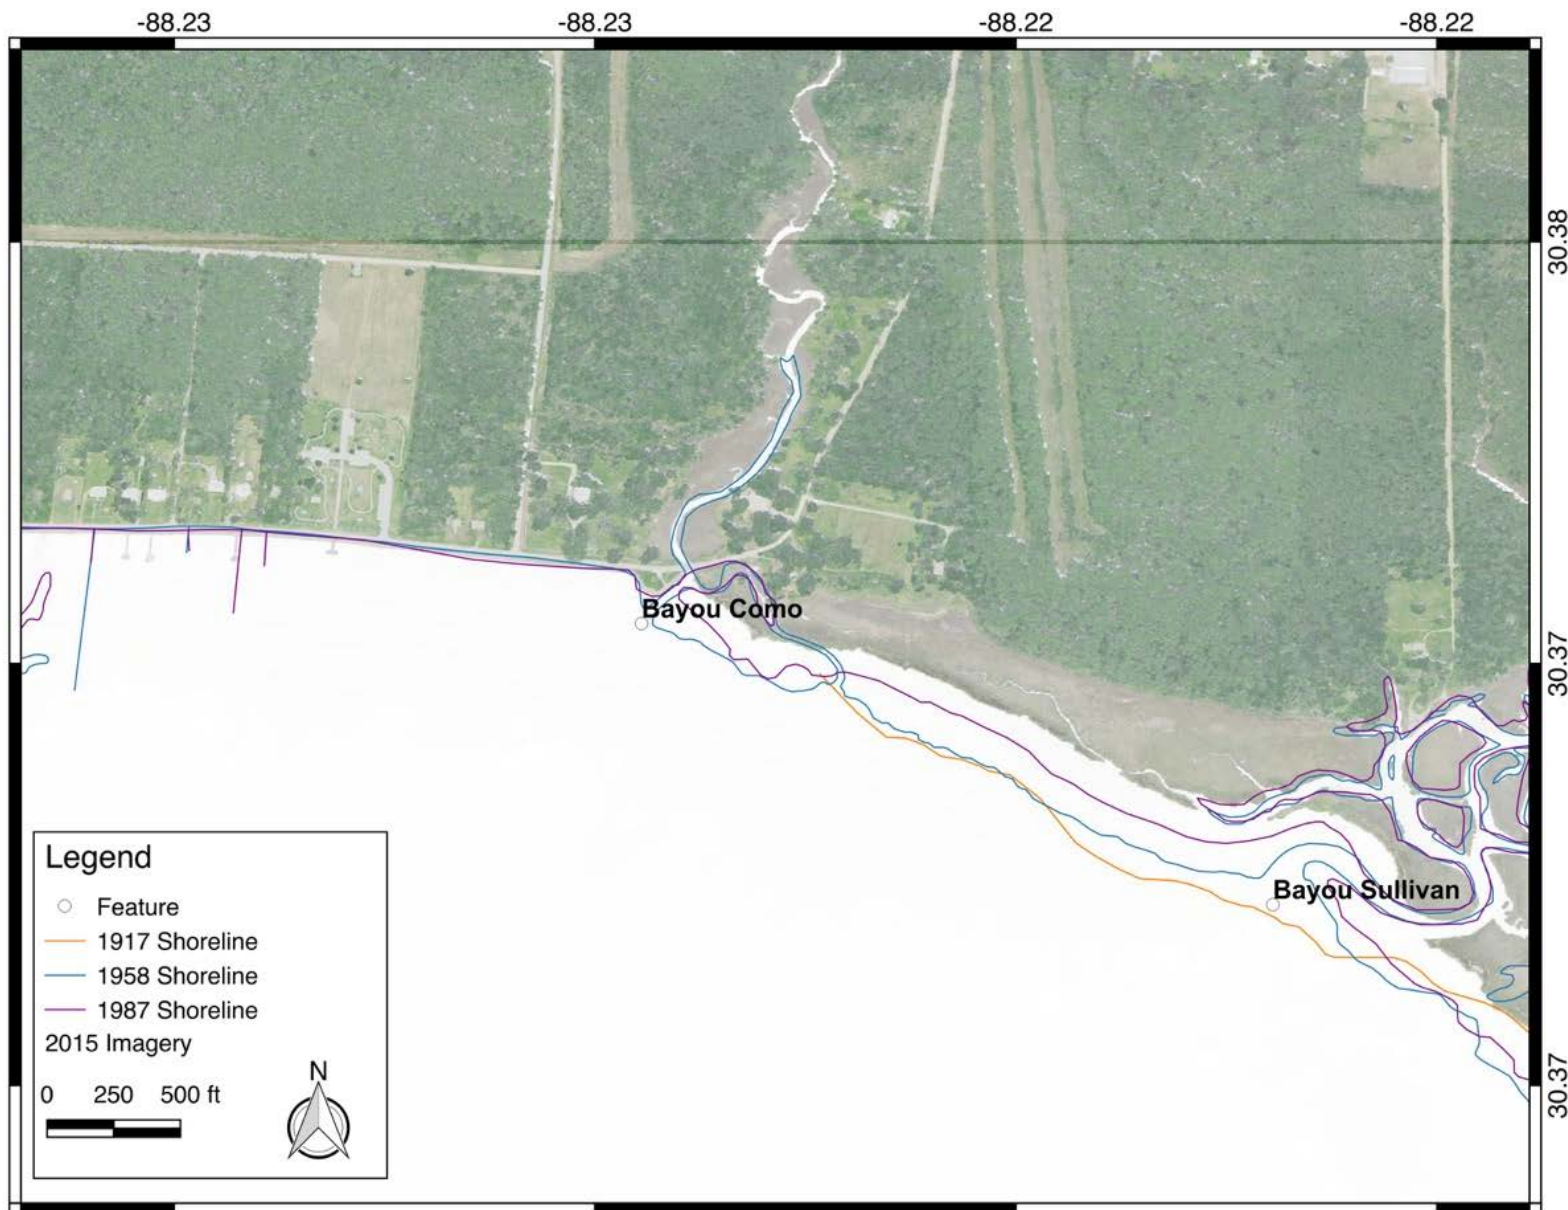 -88.23 -88.23 -88.22 -88.22
30.38
Bayou Como
30.37
Bayou Sullivan
Legend
Feature
1917 Shoreline
1958 Shoreline
1987 Shoreline
2015 Imagery
N
0 250 500 ft
30.37